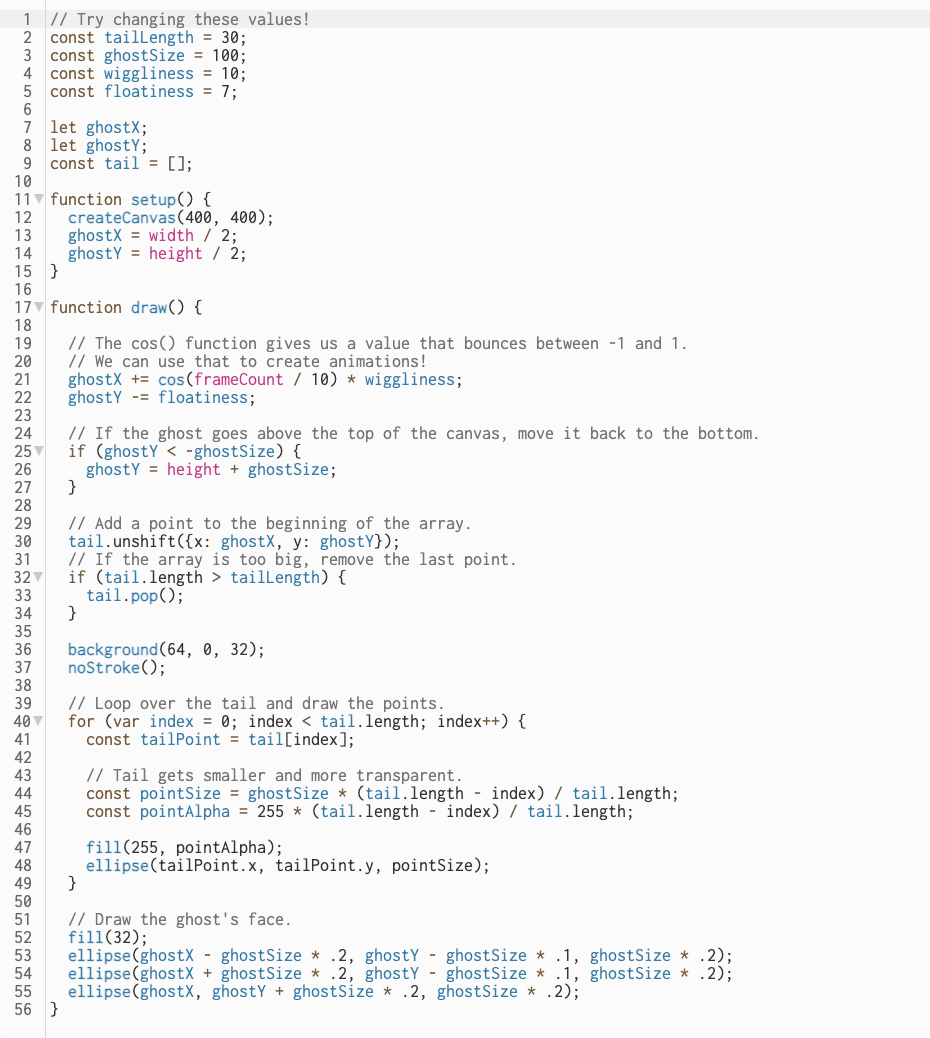 1 // Try changing these values!
2 const tailLength = 30;
3 const ghostSize = 100;
4 const wiggliness = 10;
5 const floatiness = 7;
6
7 let ghostX;
8 let ghostY;
9 const tail = [];
10
11 function setup() {
12   createCanvas(400, 400);
13   ghostX = width / 2;
14   ghostY = height / 2;
15 }
16
17 function draw() {
18
19   // The cos() function gives us a value that bounces between -1 and 1.
20   // We can use that to create animations!
21   ghostX += cos(frameCount / 10) * wiggliness;
22   ghostY -= floatiness;
23
24   // If the ghost goes above the top of the canvas, move it back to the bottom.
25   if (ghostY < -ghostSize) {
26     ghostY = height + ghostSize;
27   }
28
29   // Add a point to the beginning of the array.
30   tail.unshift({x: ghostX, y: ghostY});
31   // If the array is too big, remove the last point.
32   if (tail.length > tailLength) {
33     tail.pop();
34   }
35
36   background(64, 0, 32);
37   noStroke();
38
39   // Loop over the tail and draw the points.
40   for (var index = 0; index < tail.length; index++) {
41     const tailPoint = tail[index];
42
43     // Tail gets smaller and more transparent.
44     const pointSize = ghostSize * (tail.length - index) / tail.length;
45     const pointAlpha = 255 * (tail.length - index) / tail.length;
46
47     fill(255, pointAlpha);
48     ellipse(tailPoint.x, tailPoint.y, pointSize);
49   }
50
51   // Draw the ghost's face.
52   fill(32);
53   ellipse(ghostX - ghostSize * .2, ghostY - ghostSize * .1, ghostSize * .2);
54   ellipse(ghostX + ghostSize * .2, ghostY - ghostSize * .1, ghostSize * .2);
55   ellipse(ghostX, ghostY + ghostSize * .2, ghostSize * .2);
56 }